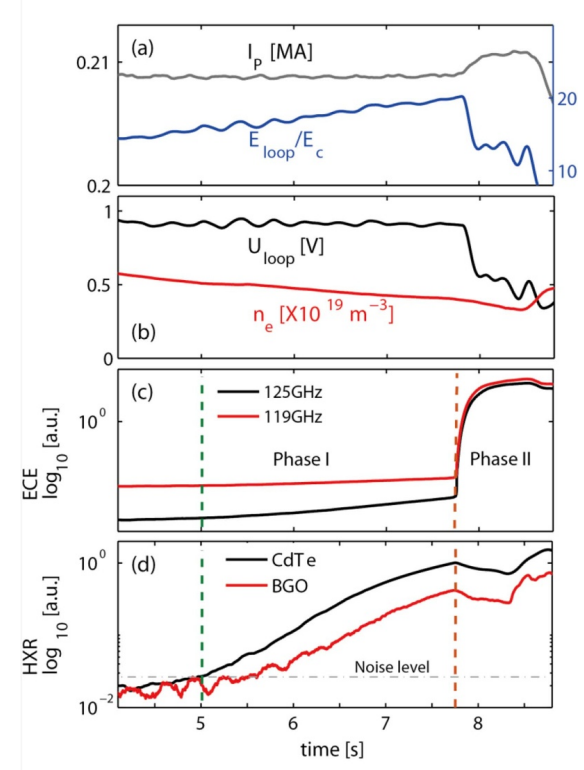 (a)
I_P [MA]
0.21
20
E_loop/E_c
10
0.2
1
U_loop [V]
0.5
n_e [X10^19 m^-3]
(b)
0
(c)
125GHz
119GHz
10^0
ECE
log_10 [a.u.]
Phase I
Phase II
(d)
CdTe
BGO
10^0
HXR
log_10 [a.u.]
Noise level
10^-2
5 6 7 8
time [s]